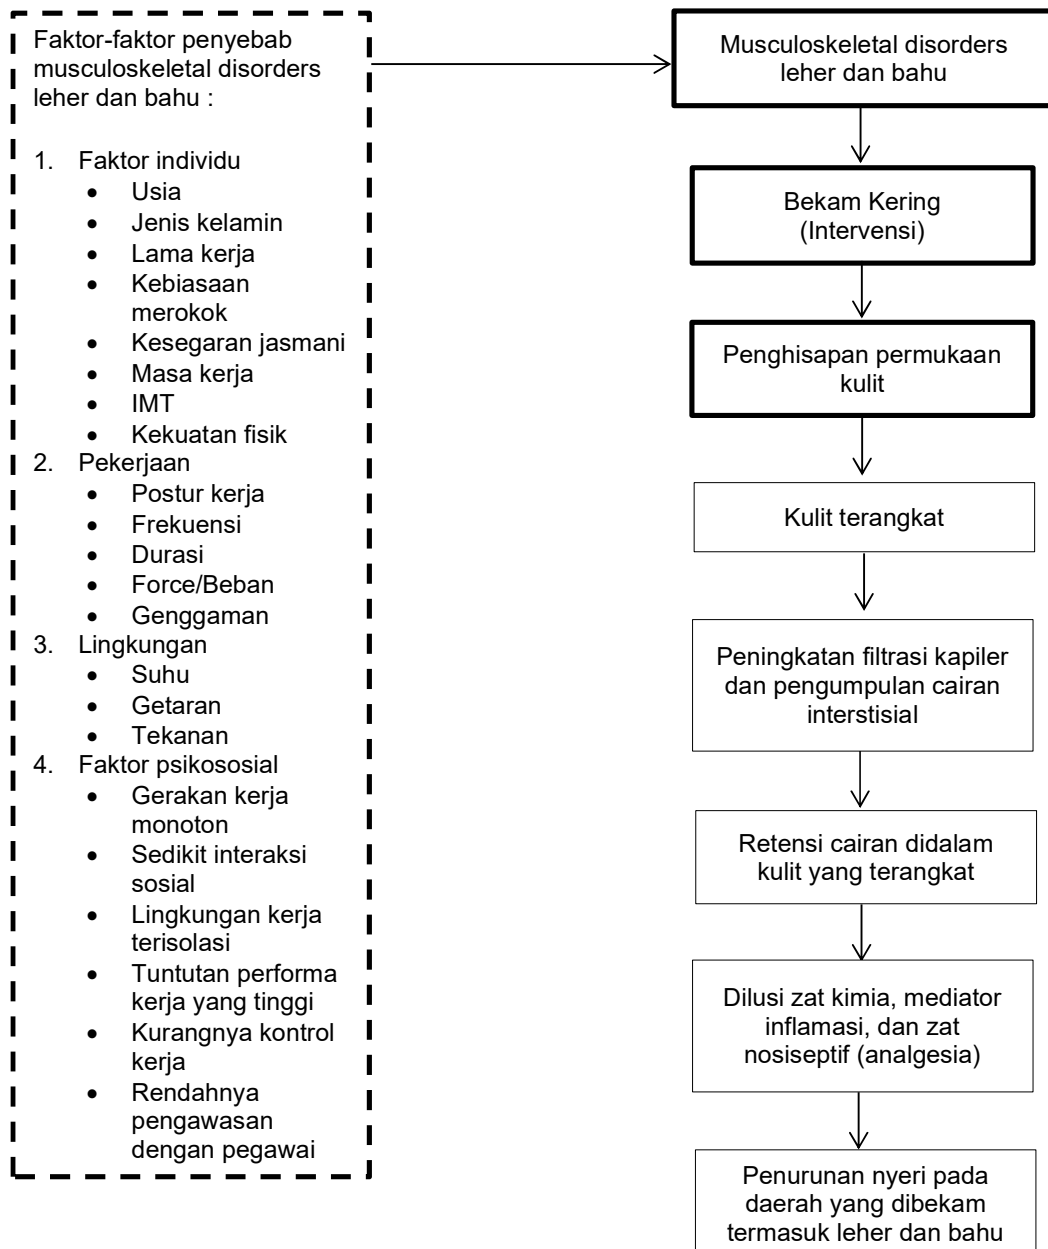 Faktor-faktor penyebab
musculoskeletal disorders
leher dan bahu :
1. Faktor individu
• Usia
• Jenis kelamin
• Lama kerja
• Kebiasaan
merokok
• Kesegaran jasmani
• Masa kerja
• IMT
• Kekuatan fisik
2. Pekerjaan
• Postur kerja
• Frekuensi
• Durasi
• Force/Beban
• Genggaman
3. Lingkungan
• Suhu
• Getaran
• Tekanan
4. Faktor psikososial
• Gerakan kerja
monoton
• Sedikit interaksi
sosial
• Lingkungan kerja
terisolasi
• Tuntutan performa
kerja yang tinggi
• Kurangnya kontrol
kerja
• Rendahnya
pengawasan
dengan pegawai
Musculoskeletal disorders
leher dan bahu
Bekam Kering
(Intervensi)
Penghisapan permukaan
kulit
Kulit terangkat
Peningkatan filtrasi kapiler
dan pengumpulan cairan
interstisial
Retensi cairan didalam
kulit yang terangkat
Dilusi zat kimia, mediator
inflamasi, dan zat
nosiseptif (analgesia)
Penurunan nyeri pada
daerah yang dibekam
termasuk leher dan bahu